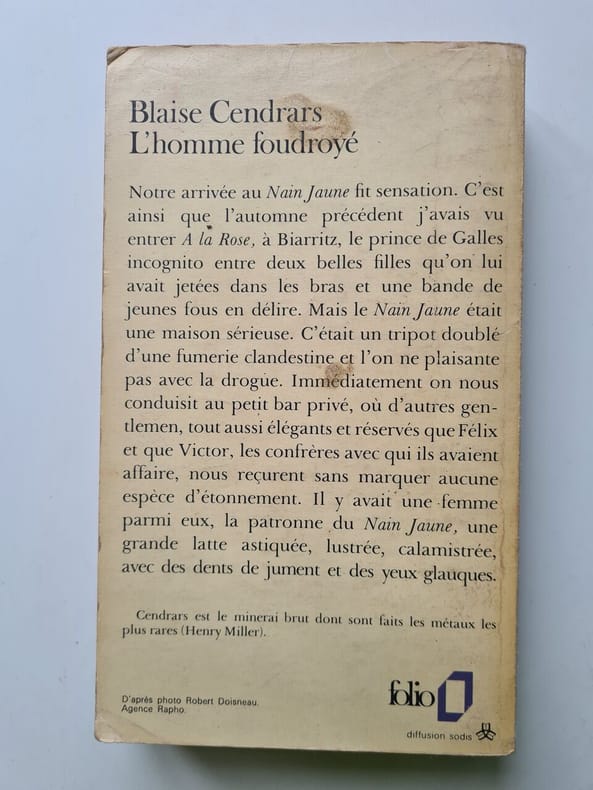 Blaise Cendrars
L'homme foudroyé
Notre arrivée au Nain Jaune fit sensation. C'est
ainsi que l'automne précédent j'avais vu
entrer A la Rose, à Biarritz, le prince de Galles
incognito entre deux belles filles qu'on lui
avait jetées dans les bras et une bande de
jeunes fous en délire. Mais le Nain Jaune était
une maison sérieuse. C'était un tripot doublé
d'une fumerie clandestine et l'on ne plaisante
pas avec la drogue. Immédiatement on nous
conduisit au petit bar privé, où d'autres gen-
tlemen, tout aussi élégants et réservés que Félix
et que Victor, les confrères avec qui ils avaient
affaire, nous reçurent sans marquer aucune
espèce d'étonnement. Il y avait une femme
parmi eux, la patronne du Nain Jaune, une
grande latte astiquée, lustrée, calamistrée,
avec des dents de jument et des yeux glauques.
Cendrars est le minerai brut dont sont faits les métaux les
plus rares (Henry Miller).
D'après photo Robert Doisneau.
Agence Rapho.
folio
diffusion sodis